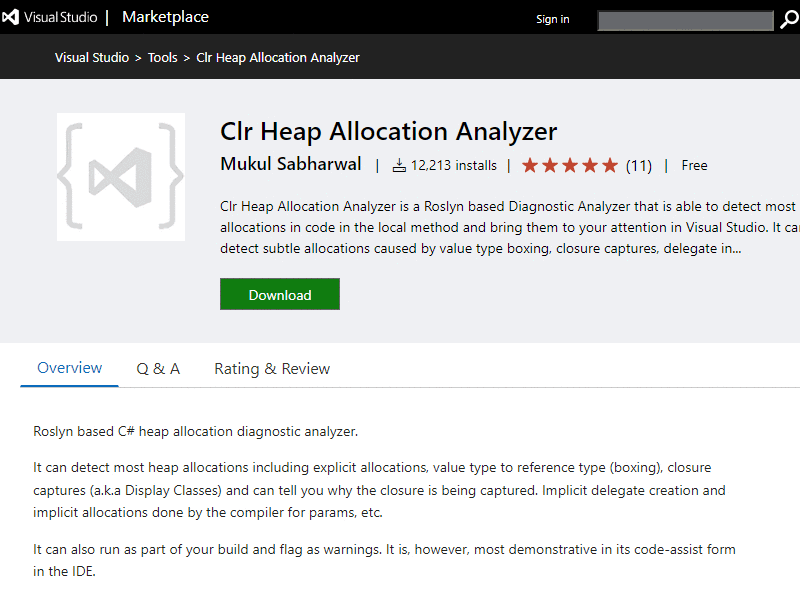 Visual Studio | Marketplace
Sign in
Visual Studio > Tools > Clr Heap Allocation Analyzer
Clr Heap Allocation Analyzer
Mukul Sabharwal | 12,213 installs | (11) | Free
Clr Heap Allocation Analyzer is a Roslyn based Diagnostic Analyzer that is able to detect most
allocations in code in the local method and bring them to your attention in Visual Studio. It can
detect subtle allocations caused by value type boxing, closure captures, delegate in...
Download
Overview
Q & A
Rating & Review
Roslyn based C# heap allocation diagnostic analyzer.
It can detect most heap allocations including explicit allocations, value type to reference type (boxing), closure
captures (a.k.a Display Classes) and can tell you why the closure is being captured. Implicit delegate creation and
implicit allocations done by the compiler for params, etc.
It can also run as part of your build and flag as warnings. It is, however, most demonstrative in its code-assist form
in the IDE.